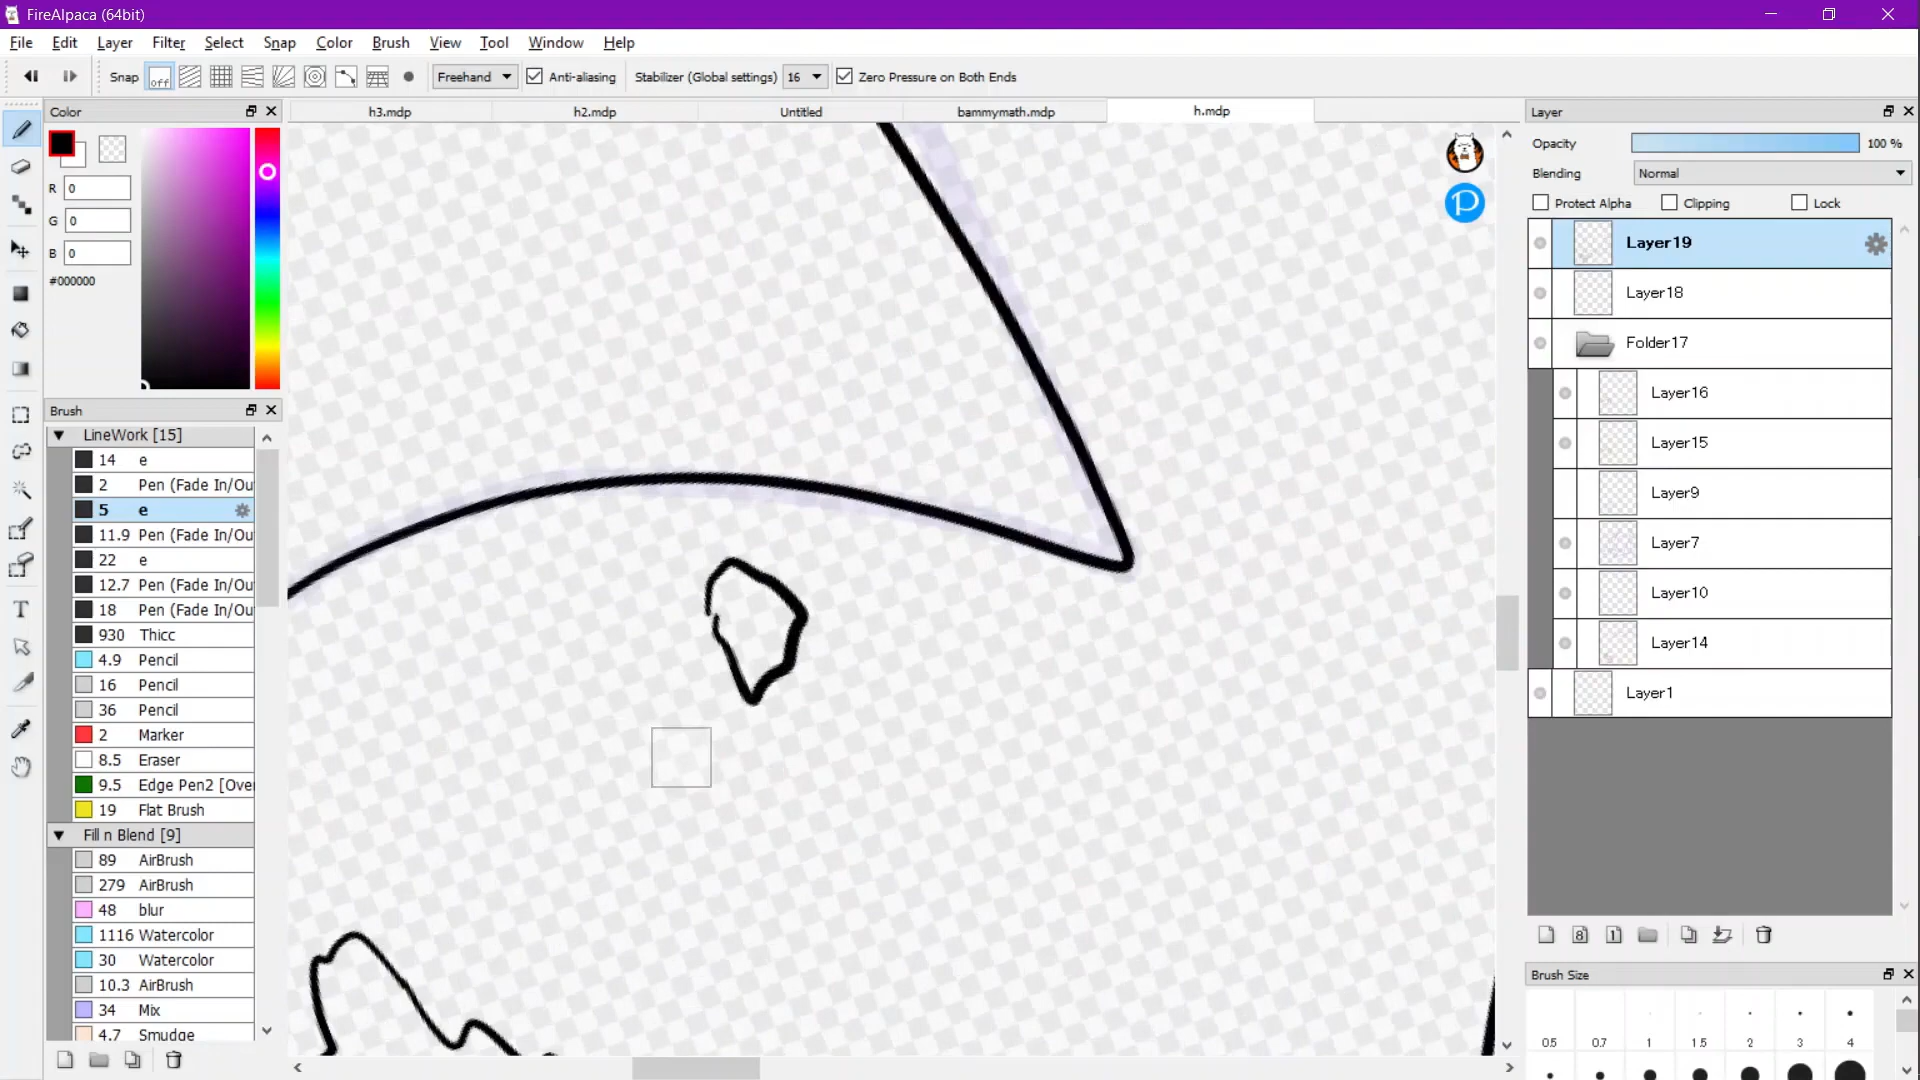 FireAlpaca (64bit)
File Edit Layer Filter Select Snap Color Brush View Tool Window Help
Snap off Freehand Anti-aliasing Stabilizer (Global settings) 16 Zero Pressure on Both Ends
Color
h3.mdp h2.mdp Untitled bammymath.mdp h.mdp
R 0
G 0
B 0
#000000
Brush
LineWork [15]
14 e
2 Pen (Fade In/Ou
5 e
11.9 Pen (Fade In/Ou
22 e
12.7 Pen (Fade In/Ou
18 Pen (Fade In/Ou
930 Thicc
4.9 Pencil
16 Pencil
36 Pencil
2 Marker
8.5 Eraser
9.5 Edge Pen2 [Ove
19 Flat Brush
Fill n Blend [9]
89 AirBrush
279 AirBrush
48 blur
1116 Watercolor
30 Watercolor
10.3 AirBrush
34 Mix
4.7 Smudge
T
P
Layer
Opacity 100 %
Blending Normal
Protect Alpha Clipping Lock
Layer19
Layer18
Folder17
Layer16
Layer15
Layer9
Layer7
Layer10
Layer14
Layer1
8 1
Brush Size
0.5 0.7 1 1.5 2 3 4